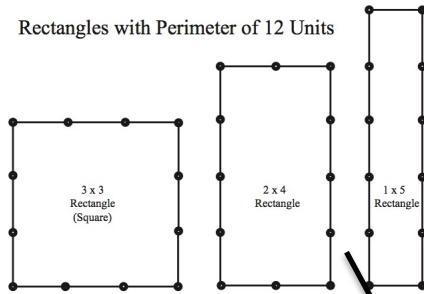 Rectangles with Perimeter of 12 Units
3 x 3
Rectangle
(Square)
2 x 4
Rectangle
1 x 5
Rectangle